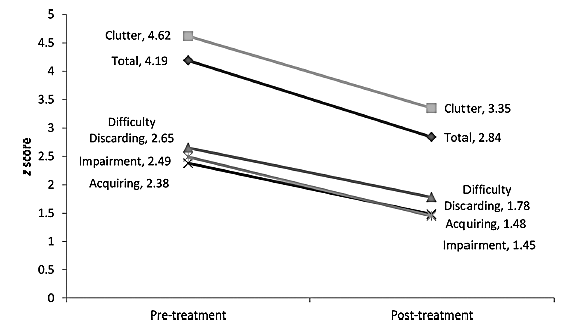 5
4.5
4
3.5
3
2.5
2
1.5
1
0.5
0
z score
Clutter, 4.62
Total, 4.19
Difficulty
Discarding, 2.65
Impairment, 2.49
Acquiring, 2.38
Clutter, 3.35
Total, 2.84
Difficulty
Discarding, 1.78
Acquiring, 1.48
Impairment, 1.45
Pre-treatment
Post-treatment